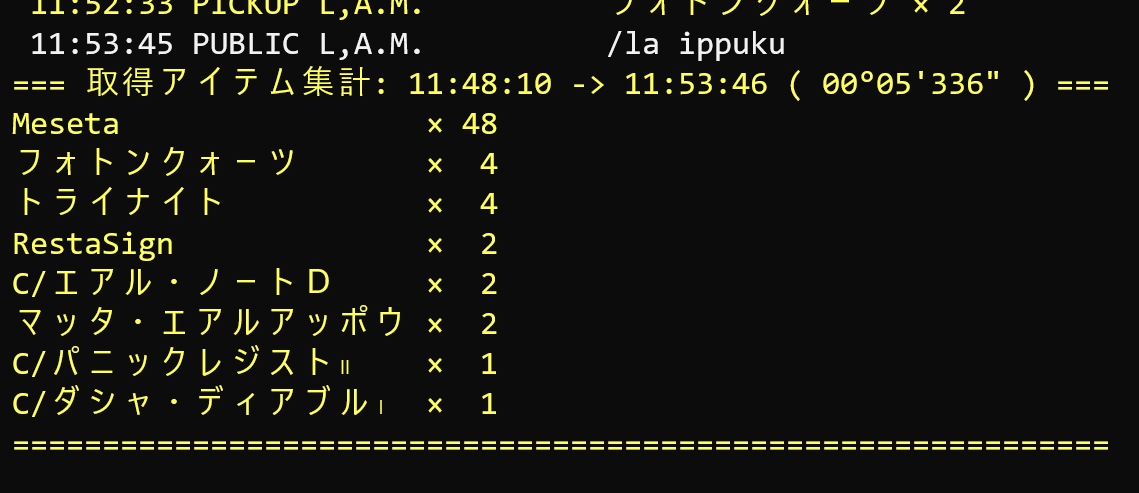 11:52:33 PICKUP L,A.M. フォトンクォーツ × 2
11:53:45 PUBLIC L,A.M. /la ippuku
=== 取得アイテム集計: 11:48:10 -> 11:53:46 ( 00°05'336" ) ===
Meseta × 48
フォトンクォーツ × 4
トライナイト × 4
RestaSign × 2
C/エアル・ノートD × 2
マッタ・エアルアッポウ × 2
C/パニックレジストⅡ × 1
C/ダシャ・ディアブルⅠ × 1
=============================================================